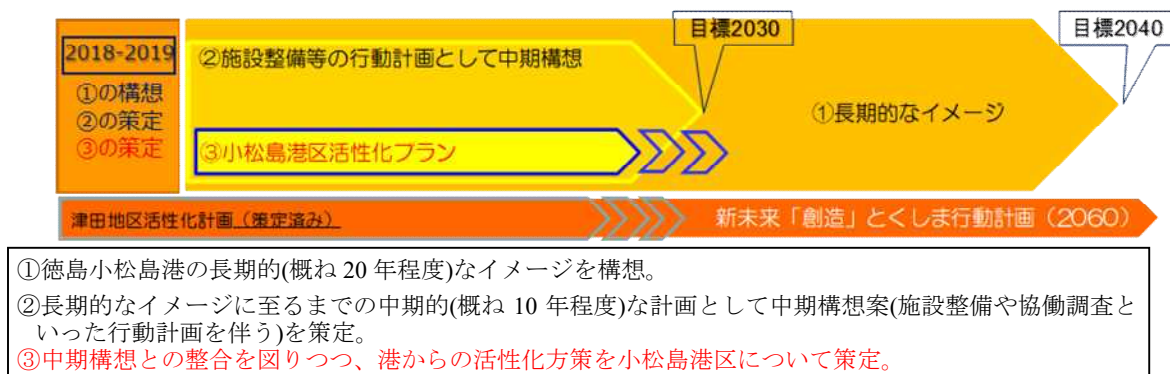 目標2030
目標2040
2018-2019
①の構想
②の策定
③の策定
②施設整備等の行動計画として中期構想
①長期的なイメージ
③小松島港区活性化プラン
津田地区活性化計画(策定済み)
新未来「創造」とくしま行動計画(2060)
①徳島小松島港の長期的(概ね 20 年程度)なイメージを構想。
②長期的なイメージに至るまでの中期的(概ね 10 年程度)な計画として中期構想案(施設整備や協働調査と
いった行動計画を伴う)を策定。
③中期構想との整合を図りつつ、港からの活性化方策を小松島港区について策定。